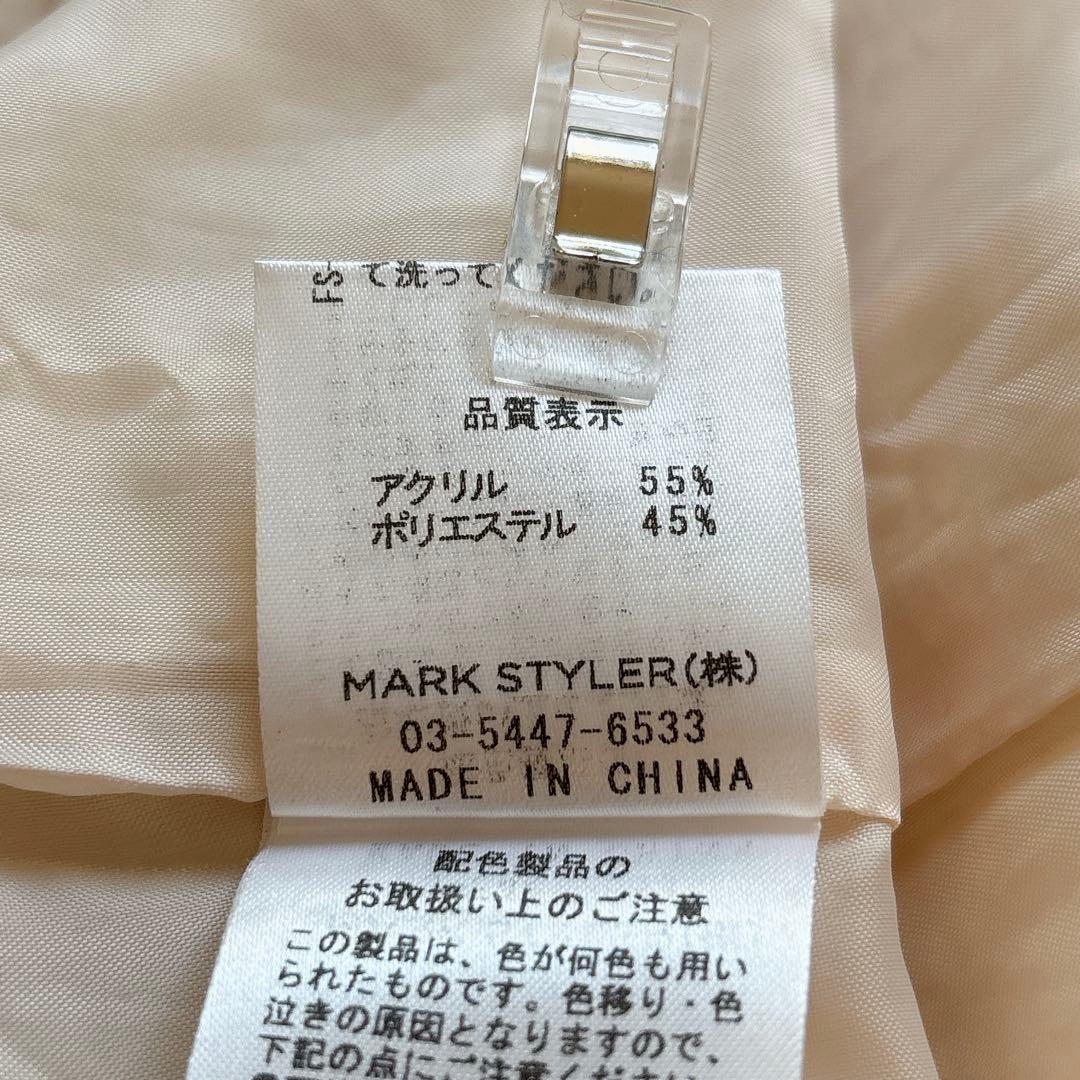 FS-
て洗って
品質表示
アクリル 55%
ポリエステル 45%
MARK STYLER(株)
03-5447-6533
MADE IN CHINA
配色製品の
お取扱い上のご注意
この製品は、色が何色も用い
られたものです。色移り・色
泣きの原因となりますので、
下記の点にご注意ください